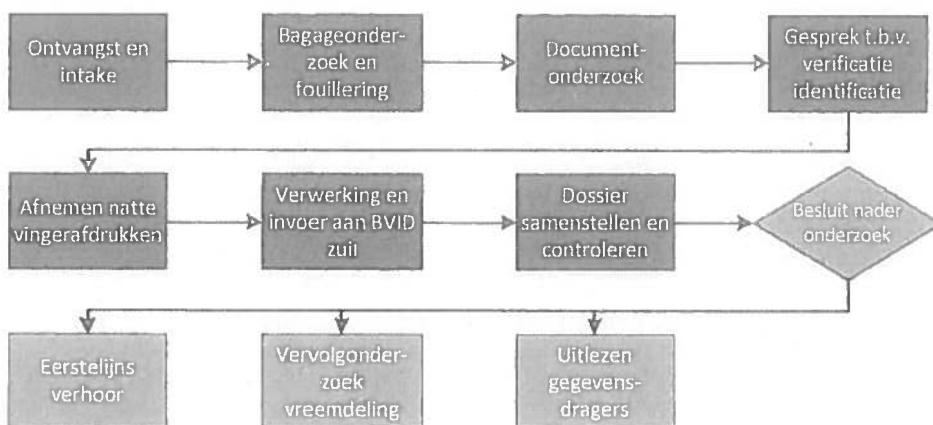 Ontvangst en
intake
Bagageonder-
zoek en
fouillering
Document-
onderzoek
Gesprek t.b.v.
verificatie
identificatie
Afnemen natte
vingerafdrukken
Verwerking en
invoer aan BVID
zuil
Dossier
samenstellen en
controleren
Besluit nader
onderzoek
Eerstelijns
verhoor
Vervolgonder-
zoek
vreemdeling
Uitlezen
gegevens-
dragers